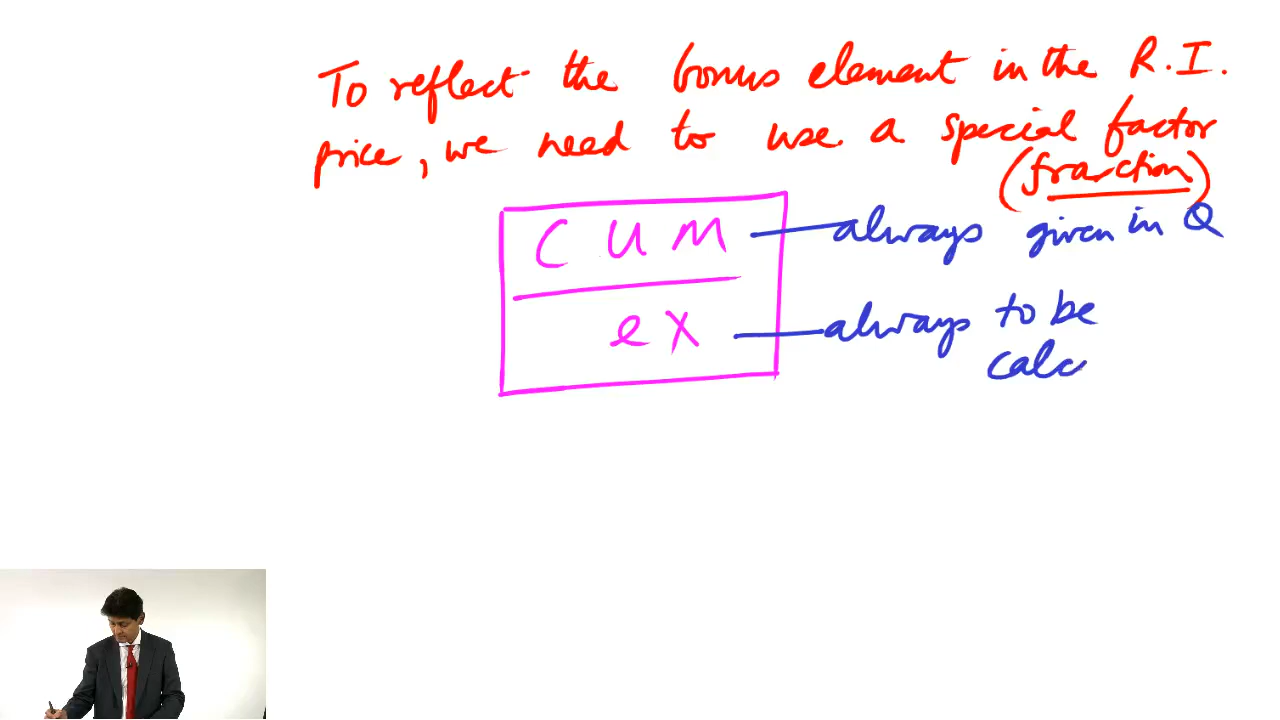 To reflect the bonus element in the R.I.
price, we need to use a special factor
(fraction)
CUM always given in Q
ex always to be
calc